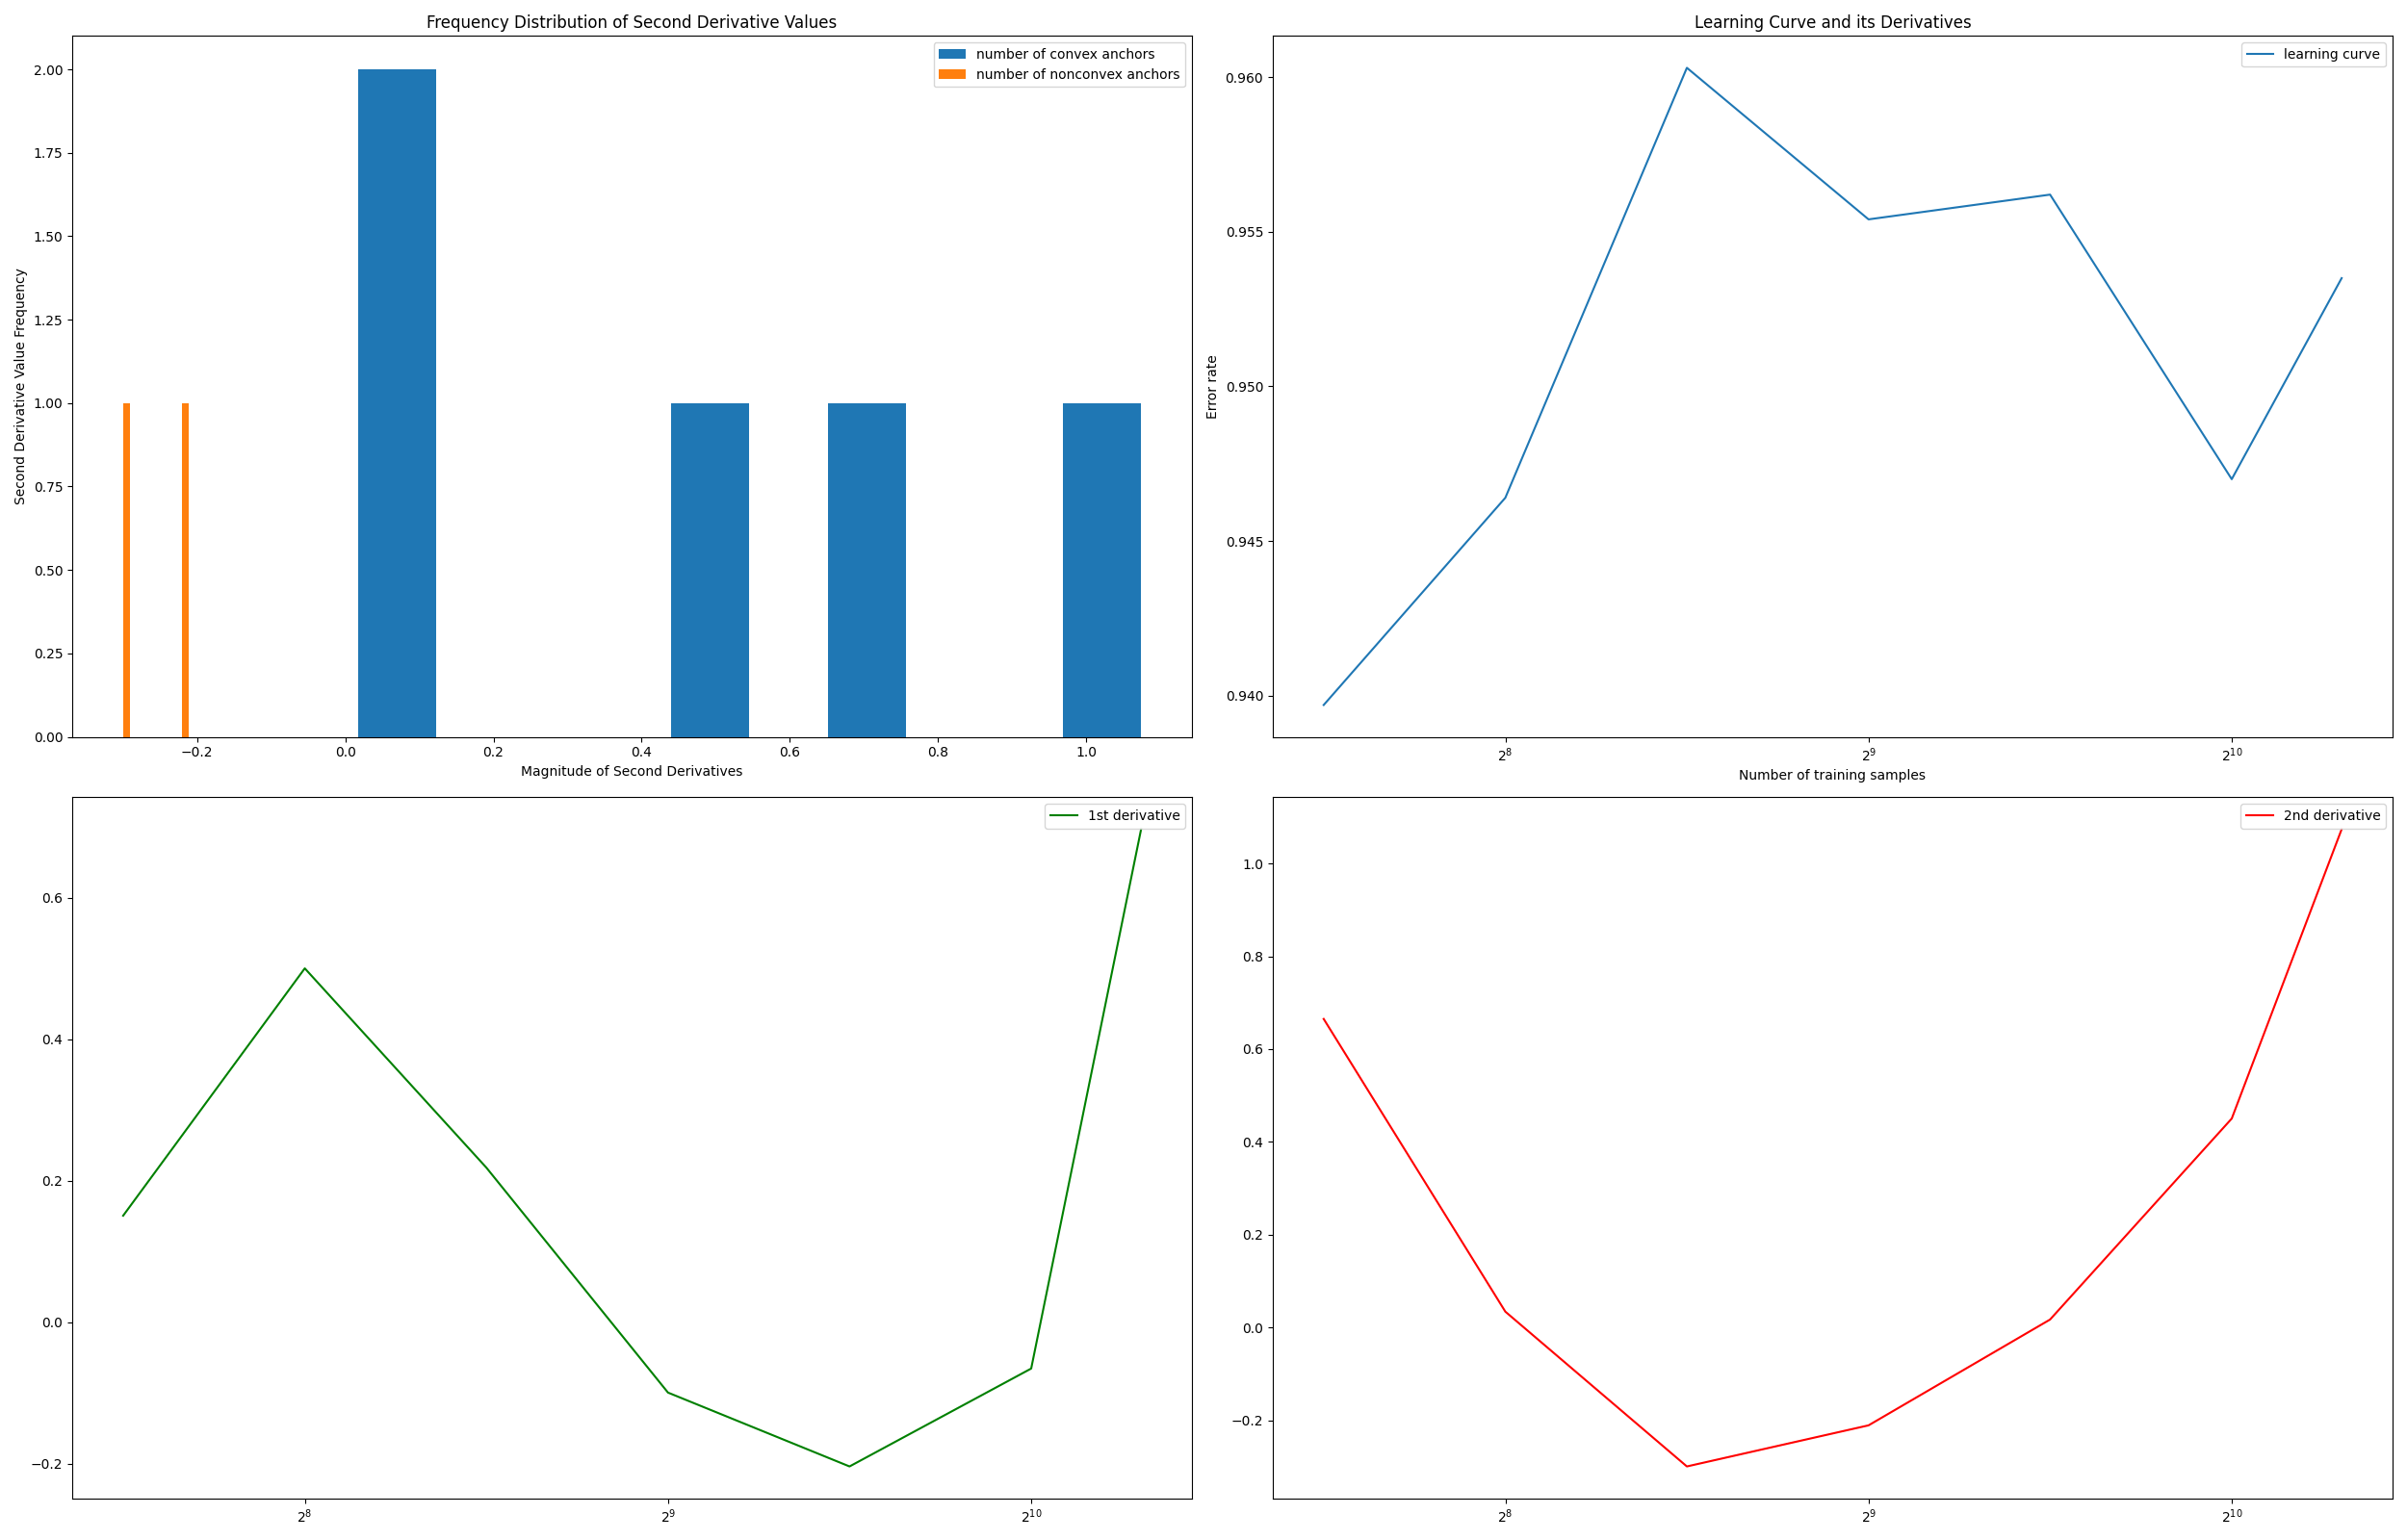 Frequency Distribution of Second Derivative Values
number of convex anchors
number of nonconvex anchors
2.00
1.75
1.50
1.25
1.00
0.75
0.50
0.25
0.00
Second Derivative Value Frequency
−0.2 0.0 0.2 0.4 0.6 0.8 1.0
Magnitude of Second Derivatives
Learning Curve and its Derivatives
learning curve
0.960
0.955
0.950
0.945
0.940
Error rate
2^8 2^9 2^10
Number of training samples
1st derivative
0.6
0.4
0.2
0.0
−0.2
2^8 2^9 2^10
2nd derivative
1.0
0.8
0.6
0.4
0.2
0.0
−0.2
2^8 2^9 2^10